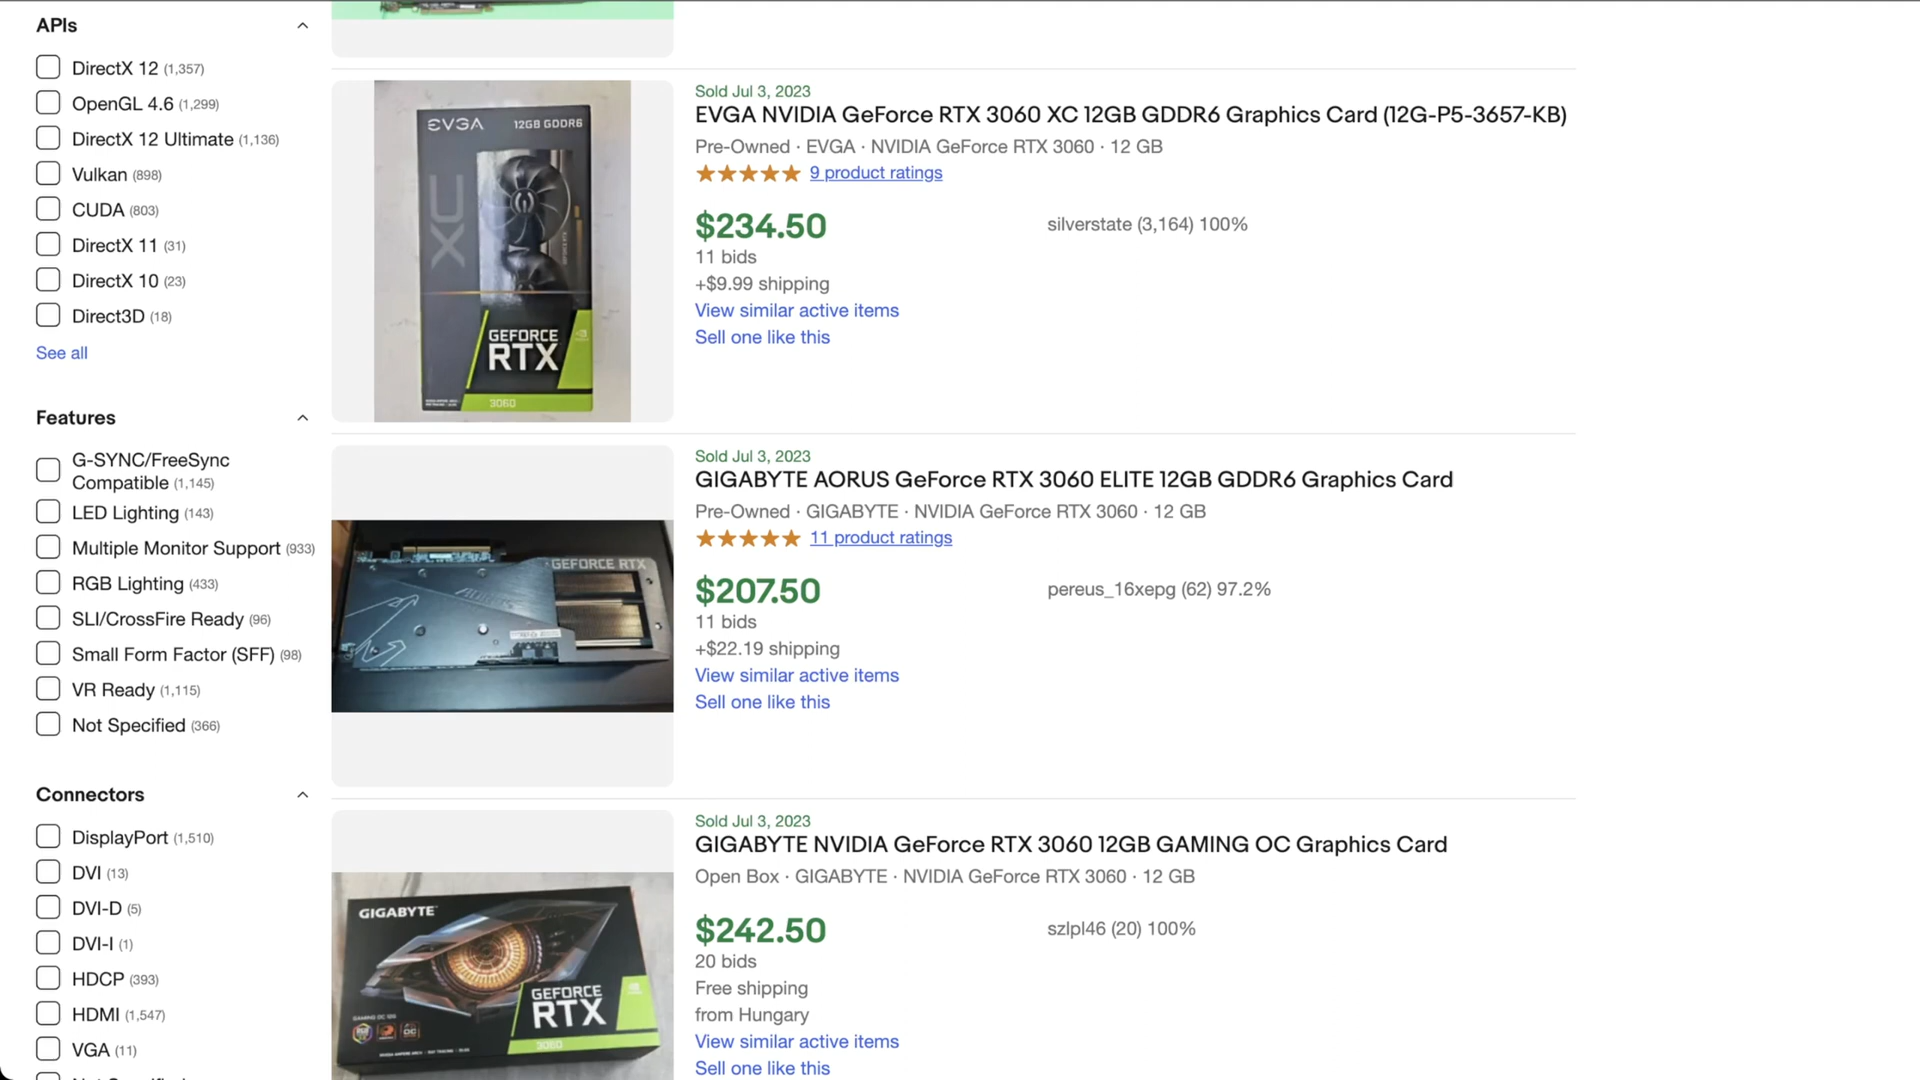 APIs
DirectX 12 (1,357)
OpenGL 4.6 (1,299)
DirectX 12 Ultimate (1,136)
Vulkan (898)
CUDA (803)
DirectX 11 (31)
DirectX 10 (23)
Direct3D (18)
See all
Features
G-SYNC/FreeSync
Compatible (1,145)
LED Lighting (143)
Multiple Monitor Support (933)
RGB Lighting (433)
SLI/CrossFire Ready (96)
Small Form Factor (SFF) (98)
VR Ready (1,115)
Not Specified (366)
Connectors
DisplayPort (1,510)
DVI (13)
DVI-D (5)
DVI-I (1)
HDCP (393)
HDMI (1,547)
VGA (11)
EVGA
12GB GDDR6
XC
GEFORCE
RTX
3060
Sold Jul 3, 2023
EVGA NVIDIA GeForce RTX 3060 XC 12GB GDDR6 Graphics Card (12G-P5-3657-KB)
Pre-Owned · EVGA · NVIDIA GeForce RTX 3060 · 12 GB
9 product ratings
$234.50
silverstate (3,164) 100%
11 bids
+$9.99 shipping
View similar active items
Sell one like this
GEFORCE RTX
AORUS
Sold Jul 3, 2023
GIGABYTE AORUS GeForce RTX 3060 ELITE 12GB GDDR6 Graphics Card
Pre-Owned · GIGABYTE · NVIDIA GeForce RTX 3060 · 12 GB
11 product ratings
$207.50
pereus_16xepg (62) 97.2%
11 bids
+$22.19 shipping
View similar active items
Sell one like this
GIGABYTE
GEFORCE
RTX
3060
GAMING OC 12G
Sold Jul 3, 2023
GIGABYTE NVIDIA GeForce RTX 3060 12GB GAMING OC Graphics Card
Open Box · GIGABYTE · NVIDIA GeForce RTX 3060 · 12 GB
$242.50
szlpl46 (20) 100%
20 bids
Free shipping
from Hungary
View similar active items
Sell one like this